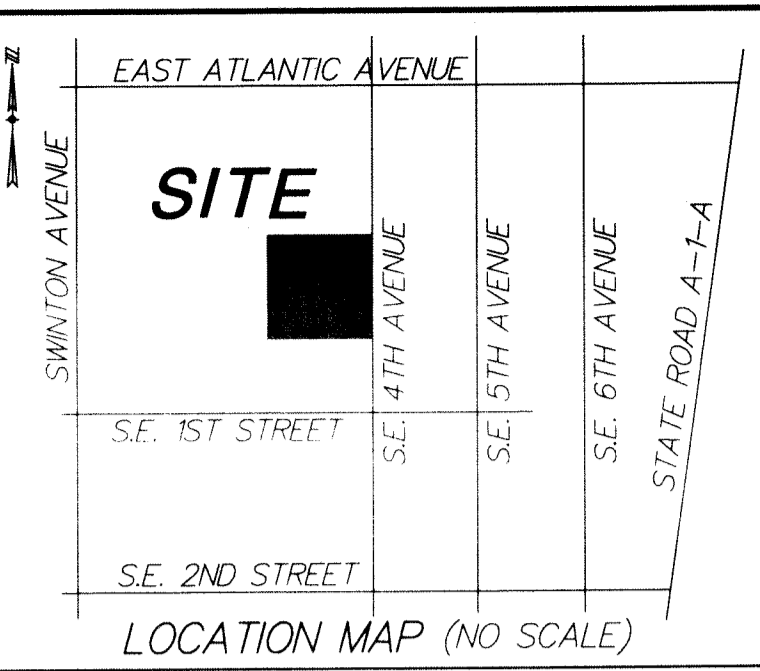 N
EAST ATLANTIC AVENUE
SITE
SWINTON AVENUE
S.E. 4TH AVENUE
S.E. 5TH AVENUE
S.E. 6TH AVENUE
STATE ROAD A-1-A
S.E. 1ST STREET
S.E. 2ND STREET
LOCATION MAP (NO SCALE)